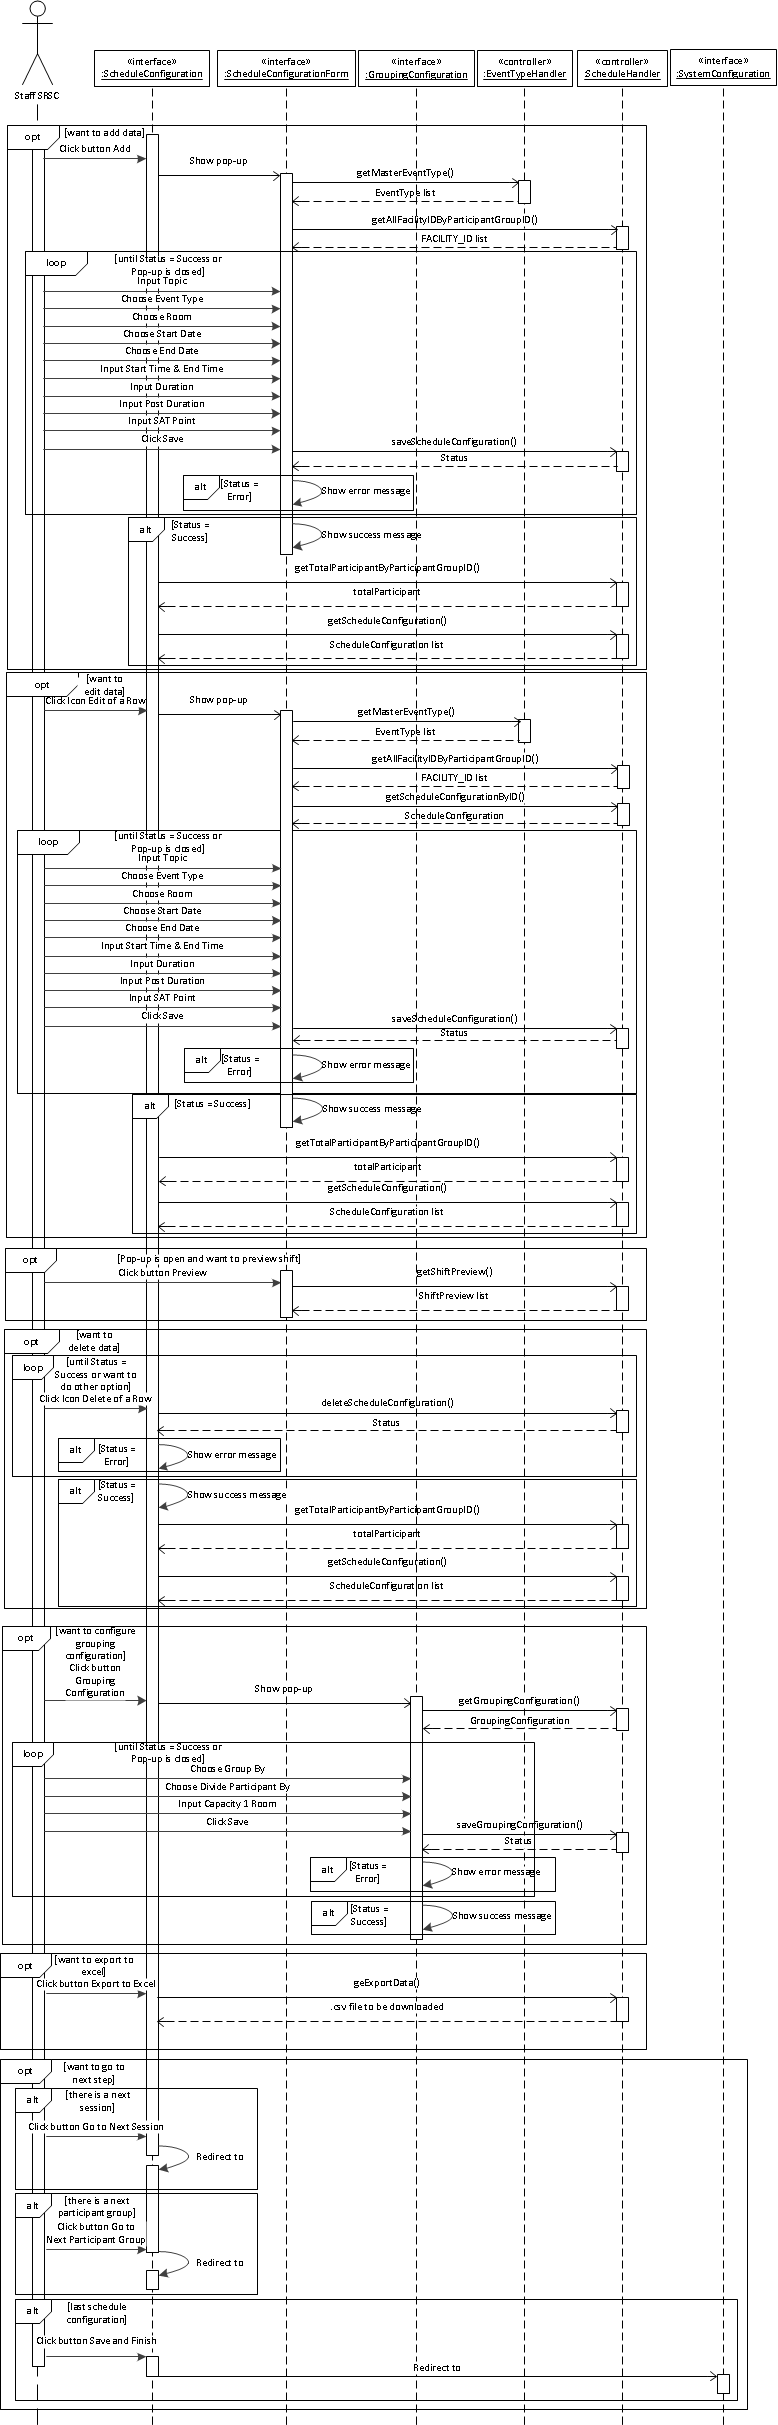 «interface»
:ScheduleConfiguration
«interface»
:ScheduleConfigurationForm
«interface»
:GroupingConfiguration
«controller»
:EventTypeHandler
«controller»
:ScheduleHandler
«interface»
:SystemConfiguration
Staff SRSC
opt
[want to add data]
Click button Add
Show pop-up
getMasterEventType()
EventType list
getAllFacilityIDByParticipantGroupID()
FACILITY_ID list
loop
[until Status = Success or
Pop-up is closed]
Input Topic
Choose Event Type
Choose Room
Choose Start Date
Choose End Date
Input Start Time & End Time
Input Duration
Input Post Duration
Input SAT Point
Click Save
saveScheduleConfiguration()
Status
alt
[Status =
Error]
Show error message
alt
[Status =
Success]
Show success message
getTotalParticipantByParticipantGroupID()
totalParticipant
getScheduleConfiguration()
ScheduleConfiguration list
opt
[want to
edit data]
Click Icon Edit of a Row
Show pop-up
getMasterEventType()
EventType list
getAllFacilityIDByParticipantGroupID()
FACILITY_ID list
getScheduleConfigurationByID()
ScheduleConfiguration
loop
[until Status = Success or
Pop-up is closed]
Input Topic
Choose Event Type
Choose Room
Choose Start Date
Choose End Date
Input Start Time & End Time
Input Duration
Input Post Duration
Input SAT Point
Click Save
saveScheduleConfiguration()
Status
alt
[Status =
Error]
Show error message
alt
[Status = Success]
Show success message
getTotalParticipantByParticipantGroupID()
totalParticipant
getScheduleConfiguration()
ScheduleConfiguration list
opt
[Pop-up is open and want to preview shift]
Click button Preview
getShiftPreview()
ShiftPreview list
opt
[want to
delete data]
loop
[until Status =
Success or want to
do other option]
Click Icon Delete of a Row
deleteScheduleConfiguration()
Status
alt
[Status =
Error]
Show error message
alt
[Status =
Success]
Show success message
getTotalParticipantByParticipantGroupID()
totalParticipant
getScheduleConfiguration()
ScheduleConfiguration list
opt
[want to configure
grouping
configuration]
Click button
Grouping
Configuration
Show pop-up
getGroupingConfiguration()
GroupingConfiguration
loop
[until Status = Success or
Pop-up is closed]
Choose Group By
Choose Divide Participant By
Input Capacity 1 Room
Click Save
saveGroupingConfiguration()
Status
alt
[Status =
Error]
Show error message
alt
[Status =
Success]
Show success message
opt
[want to export to
excel]
Click button Export to Excel
geExportData()
.csv file to be downloaded
opt
[want to go to
next step]
alt
[there is a next
session]
Click button Go to Next Session
Redirect to
alt
[there is a next
participant group]
Click button Go to
Next Participant Group
Redirect to
alt
[last schedule
configuration]
Click button Save and Finish
Redirect to